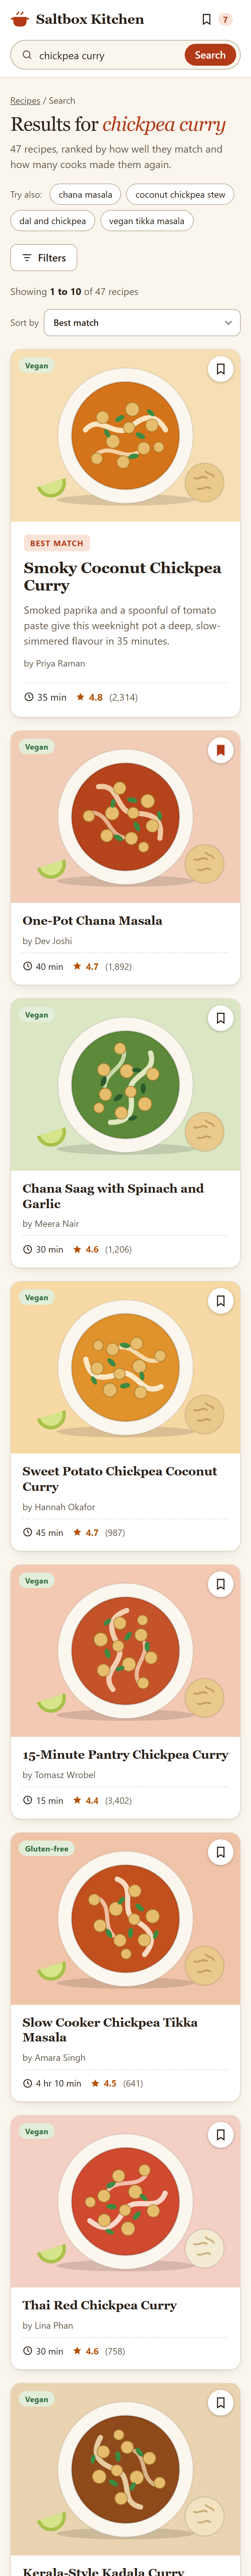 Saltbox Kitchen
7
chickpea curry
Search
Recipes / Search
Results for chickpea curry
47 recipes, ranked by how well they match and
how many cooks made them again.
Try also:
chana masala
coconut chickpea stew
dal and chickpea
vegan tikka masala
Filters
Showing 1 to 10 of 47 recipes
Sort by
Best match
Vegan
BEST MATCH
Smoky Coconut Chickpea
Curry
Smoked paprika and a spoonful of tomato
paste give this weeknight pot a deep, slow-
simmered flavour in 35 minutes.
by Priya Raman
35 min
4.8 (2,314)
Vegan
One-Pot Chana Masala
by Dev Joshi
40 min
4.7 (1,892)
Vegan
Chana Saag with Spinach and
Garlic
by Meera Nair
30 min
4.6 (1,206)
Vegan
Sweet Potato Chickpea Coconut
Curry
by Hannah Okafor
45 min
4.7 (987)
Vegan
15-Minute Pantry Chickpea Curry
by Tomasz Wrobel
15 min
4.4 (3,402)
Gluten-free
Slow Cooker Chickpea Tikka
Masala
by Amara Singh
4 hr 10 min
4.5 (641)
Vegan
Thai Red Chickpea Curry
by Lina Phan
30 min
4.6 (758)
Vegan
Kerala-Style Kadala Curry